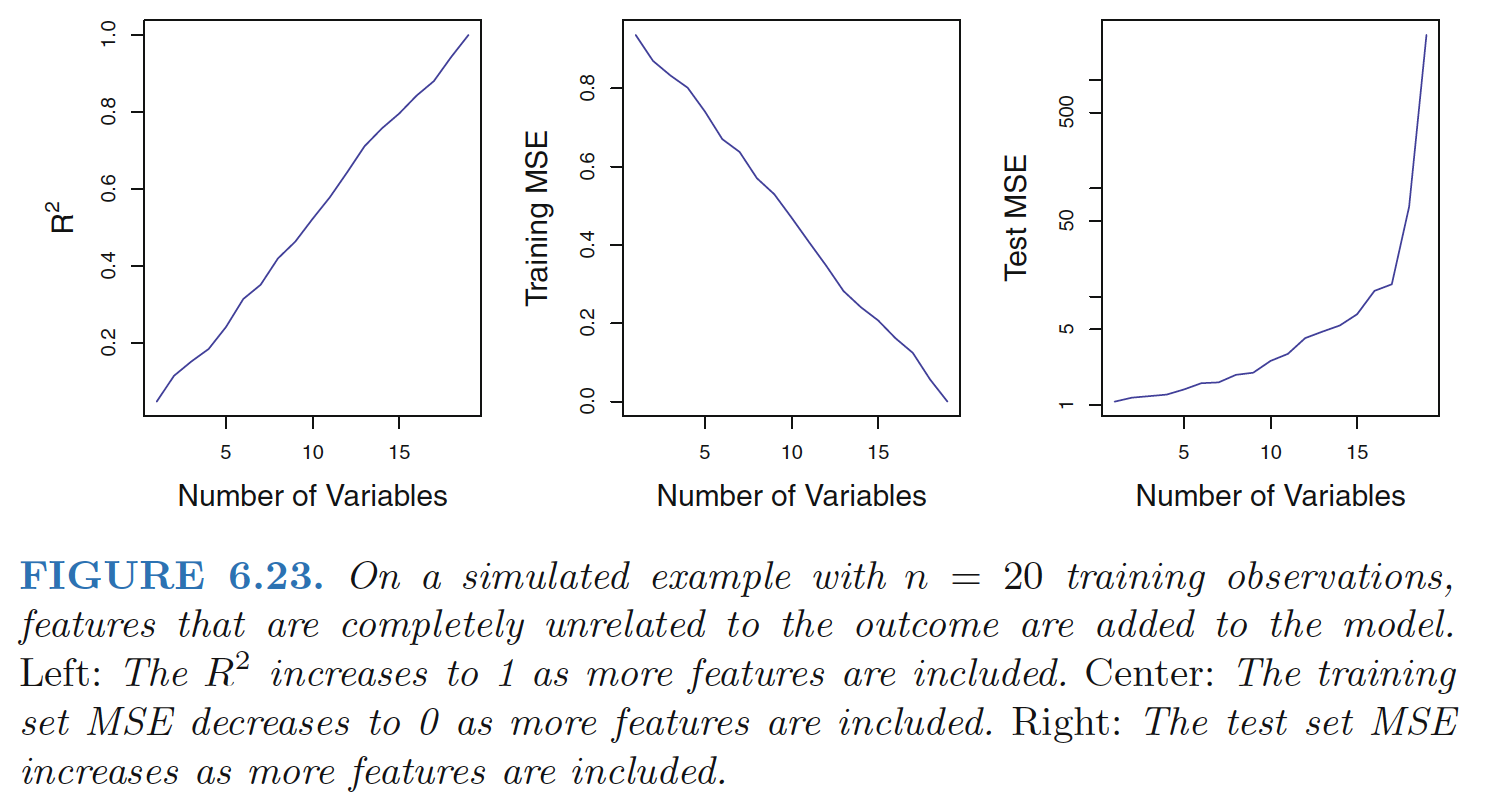 R²
0.2 0.4 0.6 0.8 1.0
5 10 15
Number of Variables
Training MSE
0.0 0.2 0.4 0.6 0.8
5 10 15
Number of Variables
Test MSE
1 5 50 500
5 10 15
Number of Variables
FIGURE 6.23. On a simulated example with n = 20 training observations,
features that are completely unrelated to the outcome are added to the model.
Left: The R² increases to 1 as more features are included. Center: The training
set MSE decreases to 0 as more features are included. Right: The test set MSE
increases as more features are included.